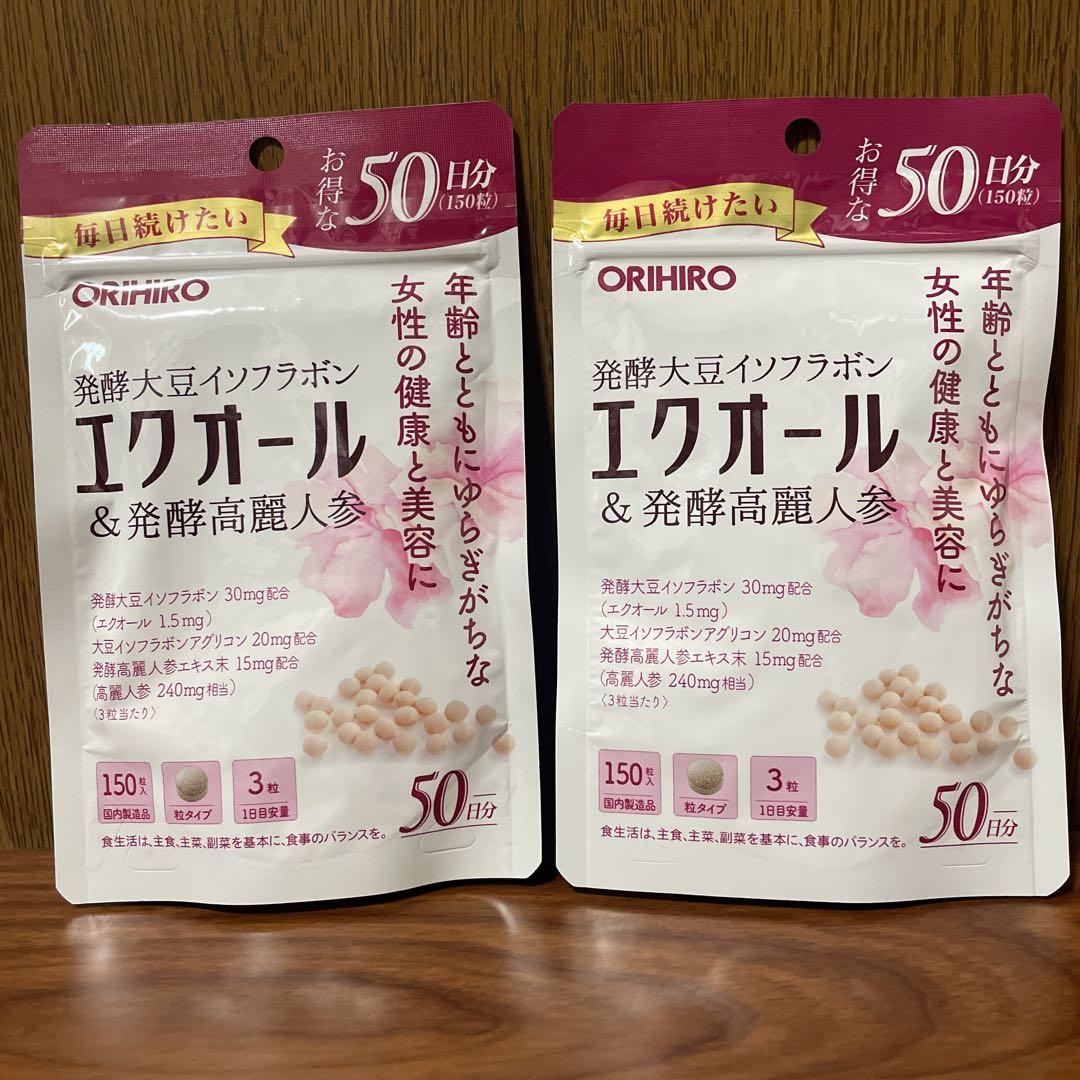 お得な
50日分
(150粒)
毎日続けたい
ORIHIRO
年齢とともにゆらぎがちな
女性の健康と美容に
発酵大豆イソフラボン
エクオール
&発酵高麗人参
発酵大豆イソフラボン 30mg配合
(エクオール 1.5mg)
大豆イソフラボンアグリコン 20mg配合
発酵高麗人参エキス末 15mg配合
(高麗人参 240mg相当)
〈3粒当たり〉
150粒入
国内製造品
粒タイプ
3粒
1日目安量
50日分
食生活は、主食、主菜、副菜を基本に、食事のバランスを。
お得な
50日分
(150粒)
毎日続けたい
ORIHIRO
年齢とともにゆらぎがちな
女性の健康と美容に
発酵大豆イソフラボン
エクオール
&発酵高麗人参
発酵大豆イソフラボン 30mg配合
(エクオール 1.5mg)
大豆イソフラボンアグリコン 20mg配合
発酵高麗人参エキス末 15mg配合
(高麗人参 240mg相当)
〈3粒当たり〉
150粒入
国内製造品
粒タイプ
3粒
1日目安量
50日分
食生活は、主食、主菜、副菜を基本に、食事のバランスを。